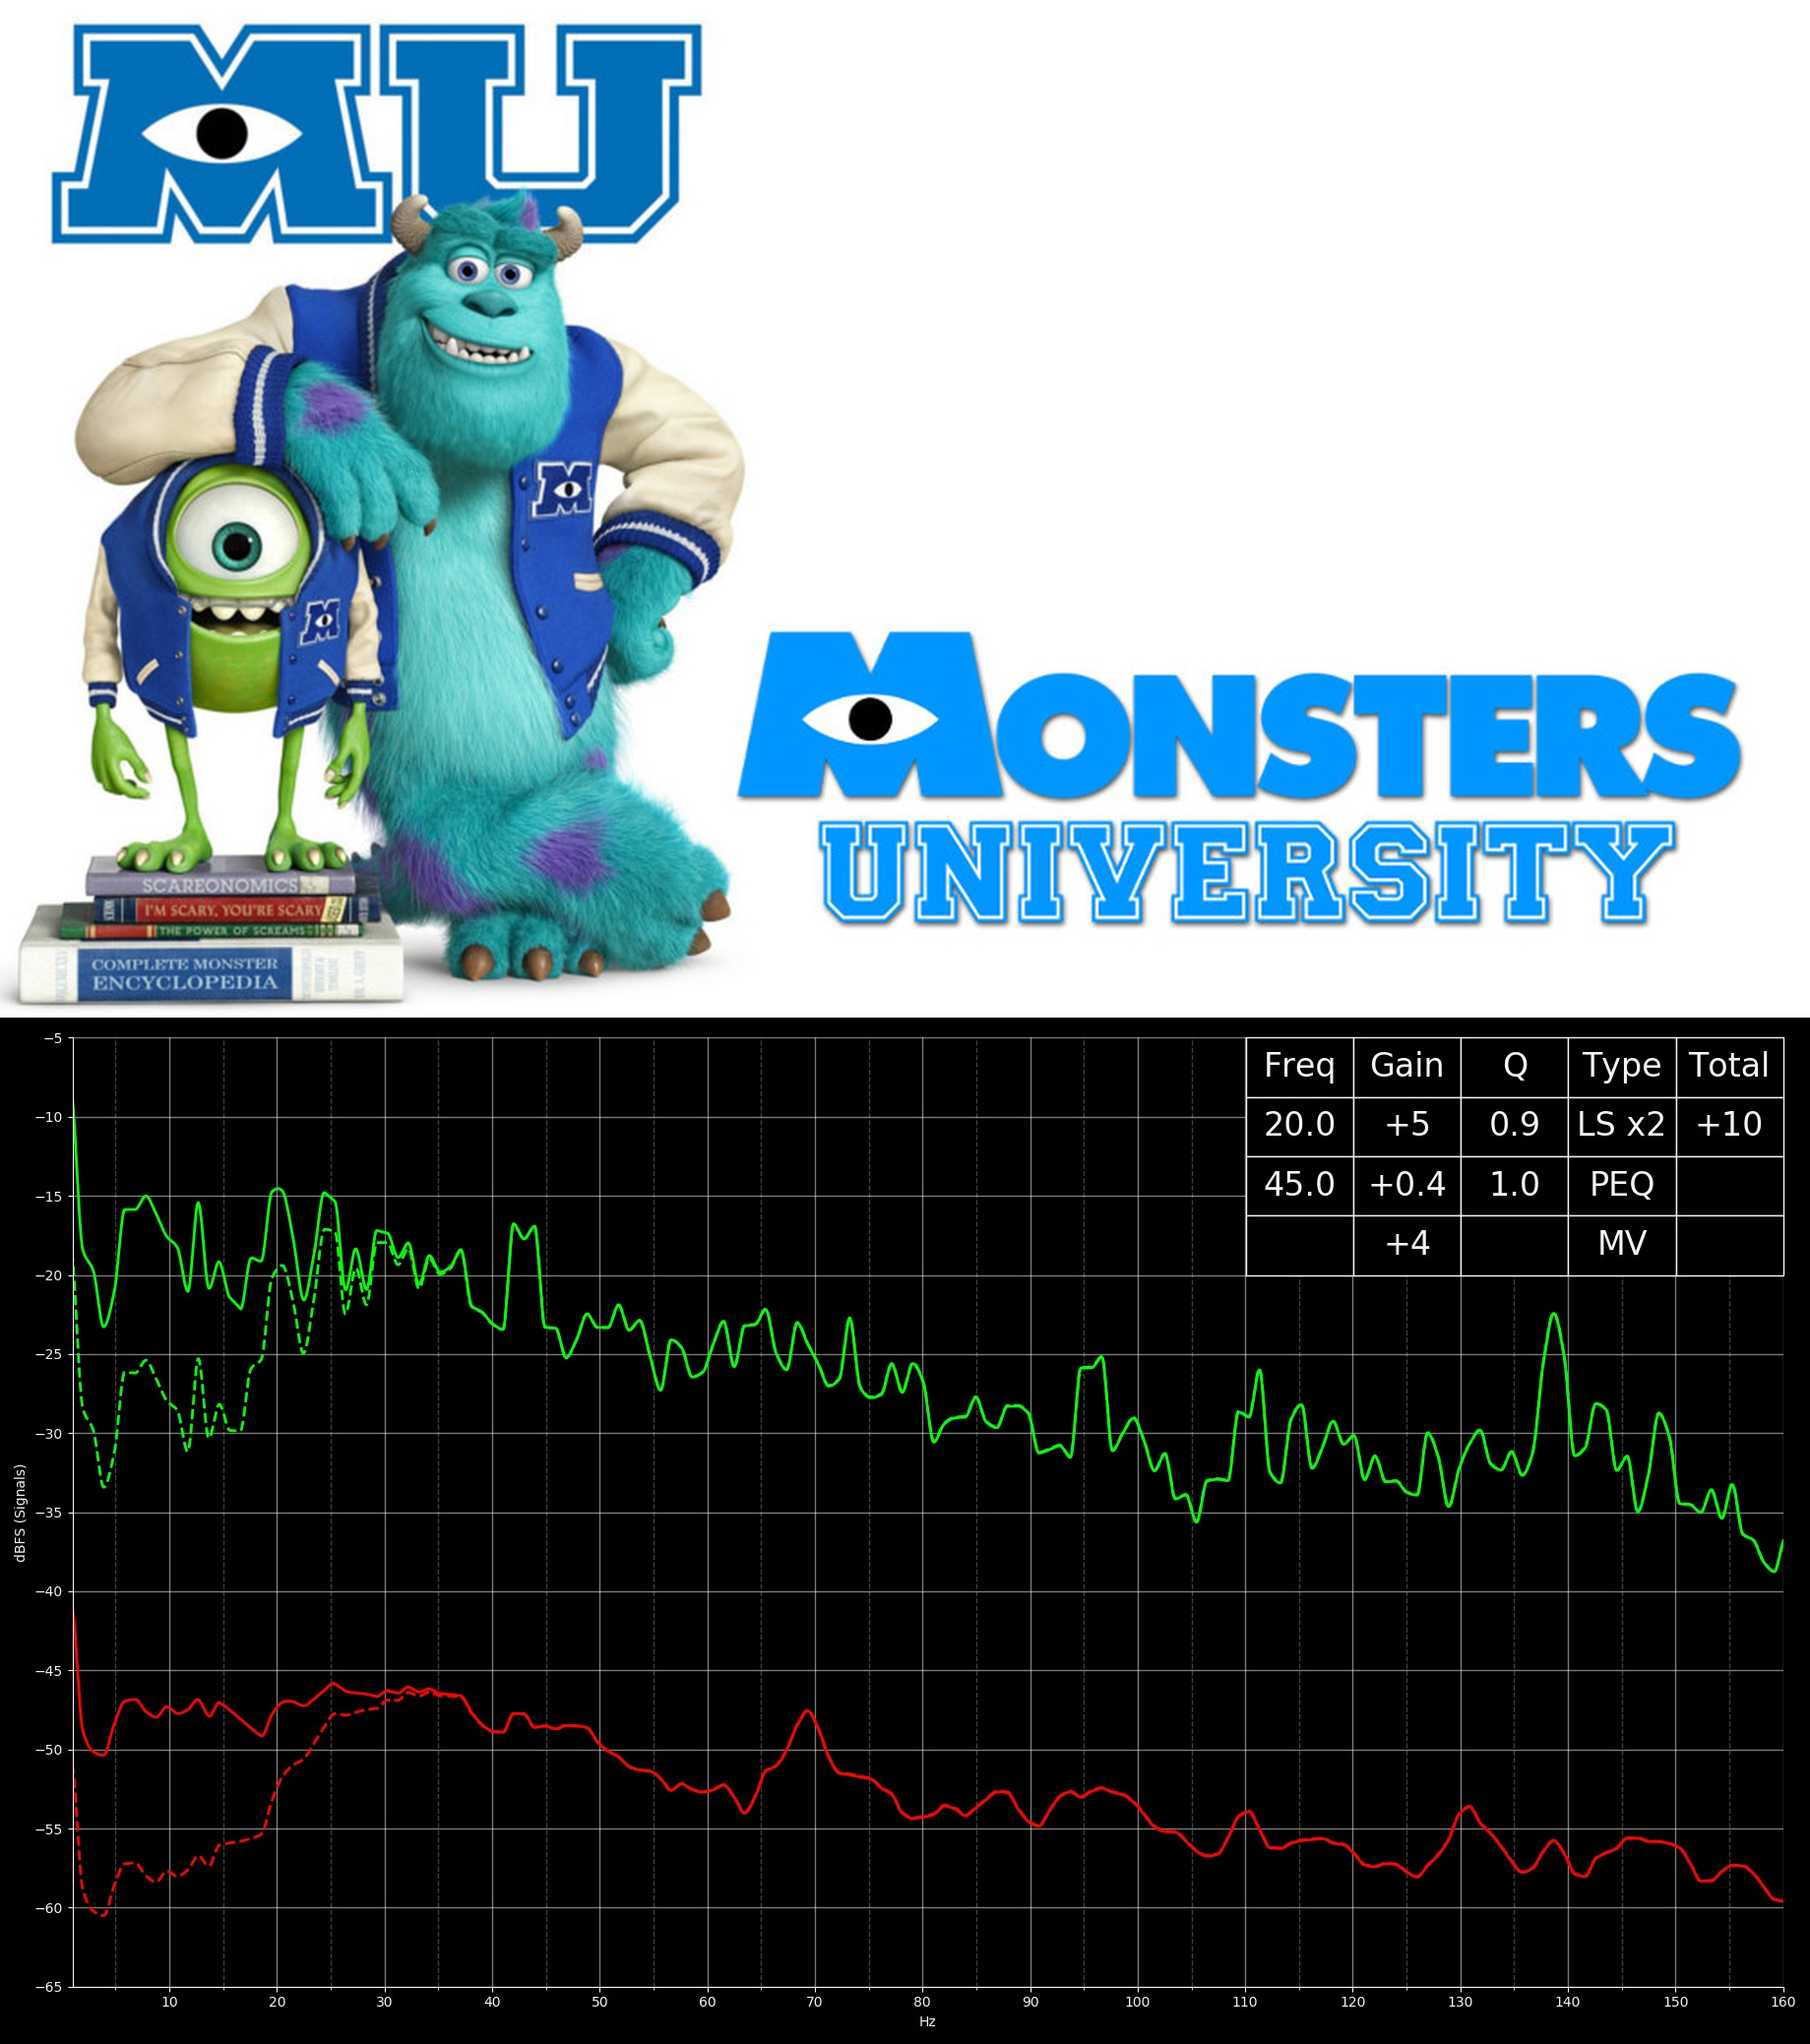 MU
M
M
SCAREONOMICS
I'M SCARY, YOU'RE SCARY
THE POWER OF SCREAMS
COMPLETE MONSTER
ENCYCLOPEDIA
MONSTERS
UNIVERSITY
Freq Gain Q Type Total
20.0 +5 0.9 LS x2 +10
45.0 +0.4 1.0 PEQ
+4 MV
−5
−10
−15
−20
−25
−30
−35
−40
−45
−50
−55
−60
−65
dBFS (Signals)
10 20 30 40 50 60 70 80 90 100 110 120 130 140 150 160
Hz